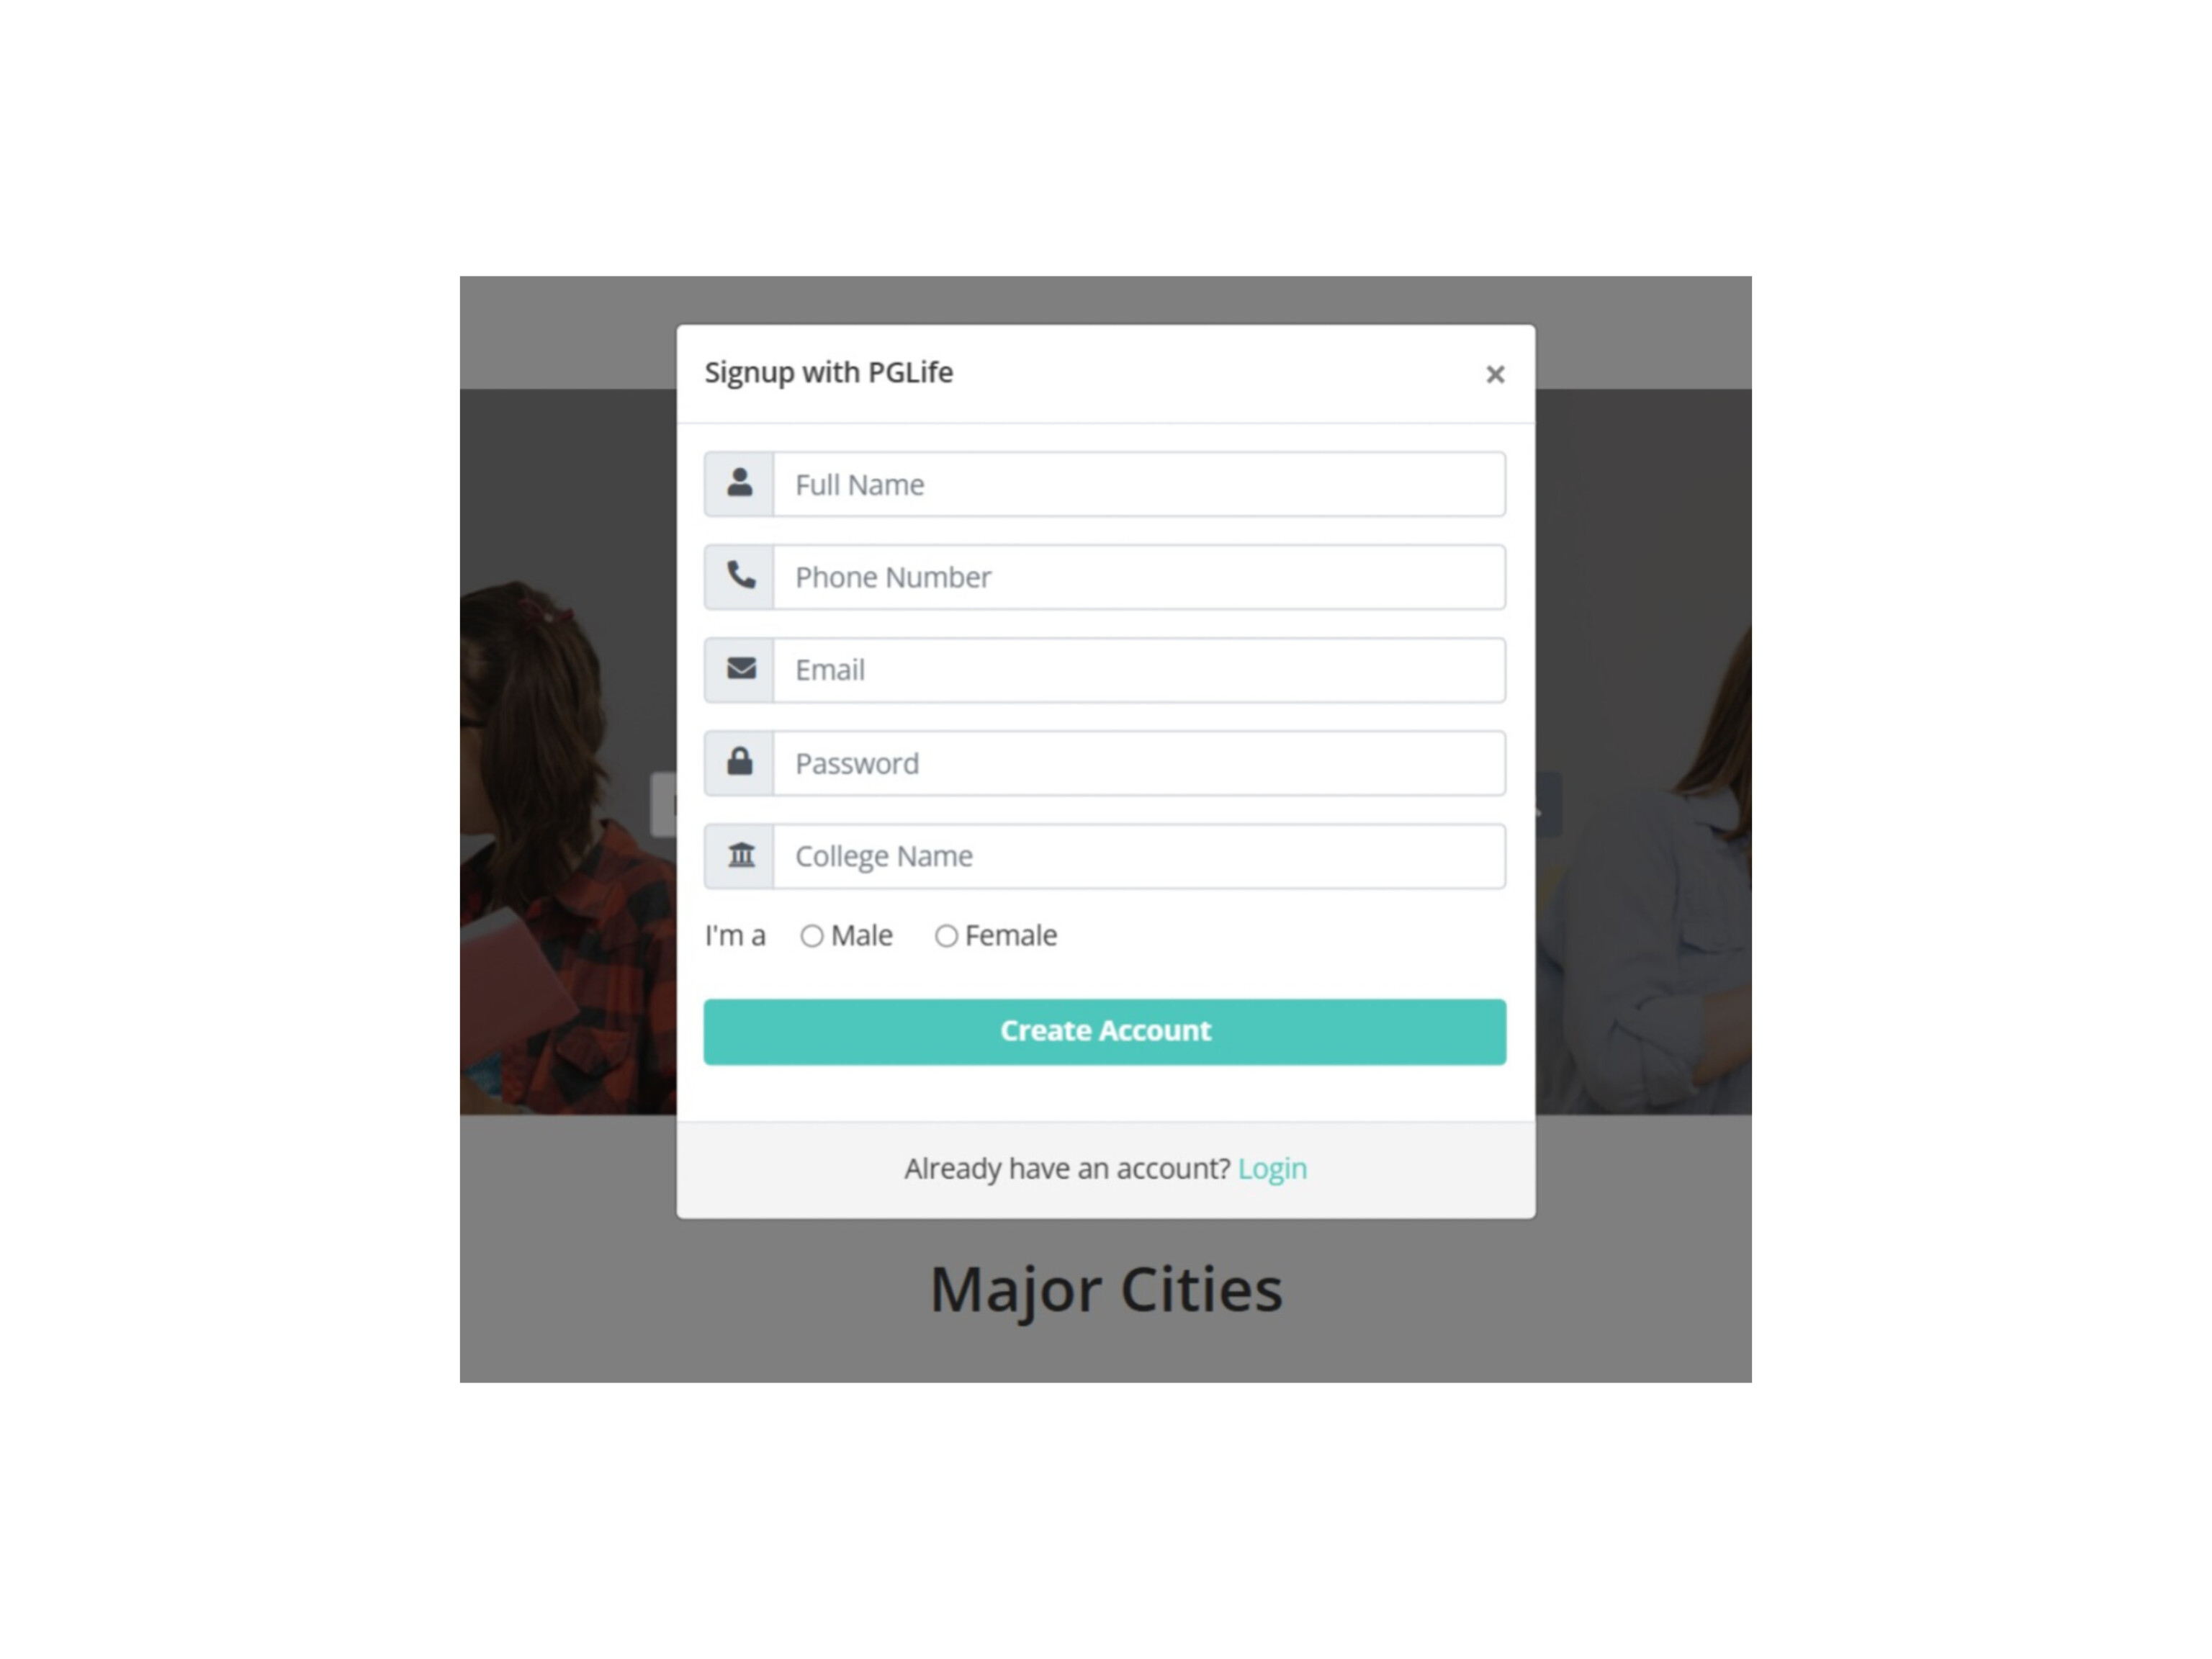 Signup with PGLife ×
Full Name
Phone Number
Email
Password
College Name
I'm a Male Female
Create Account
Already have an account? Login
Major Cities